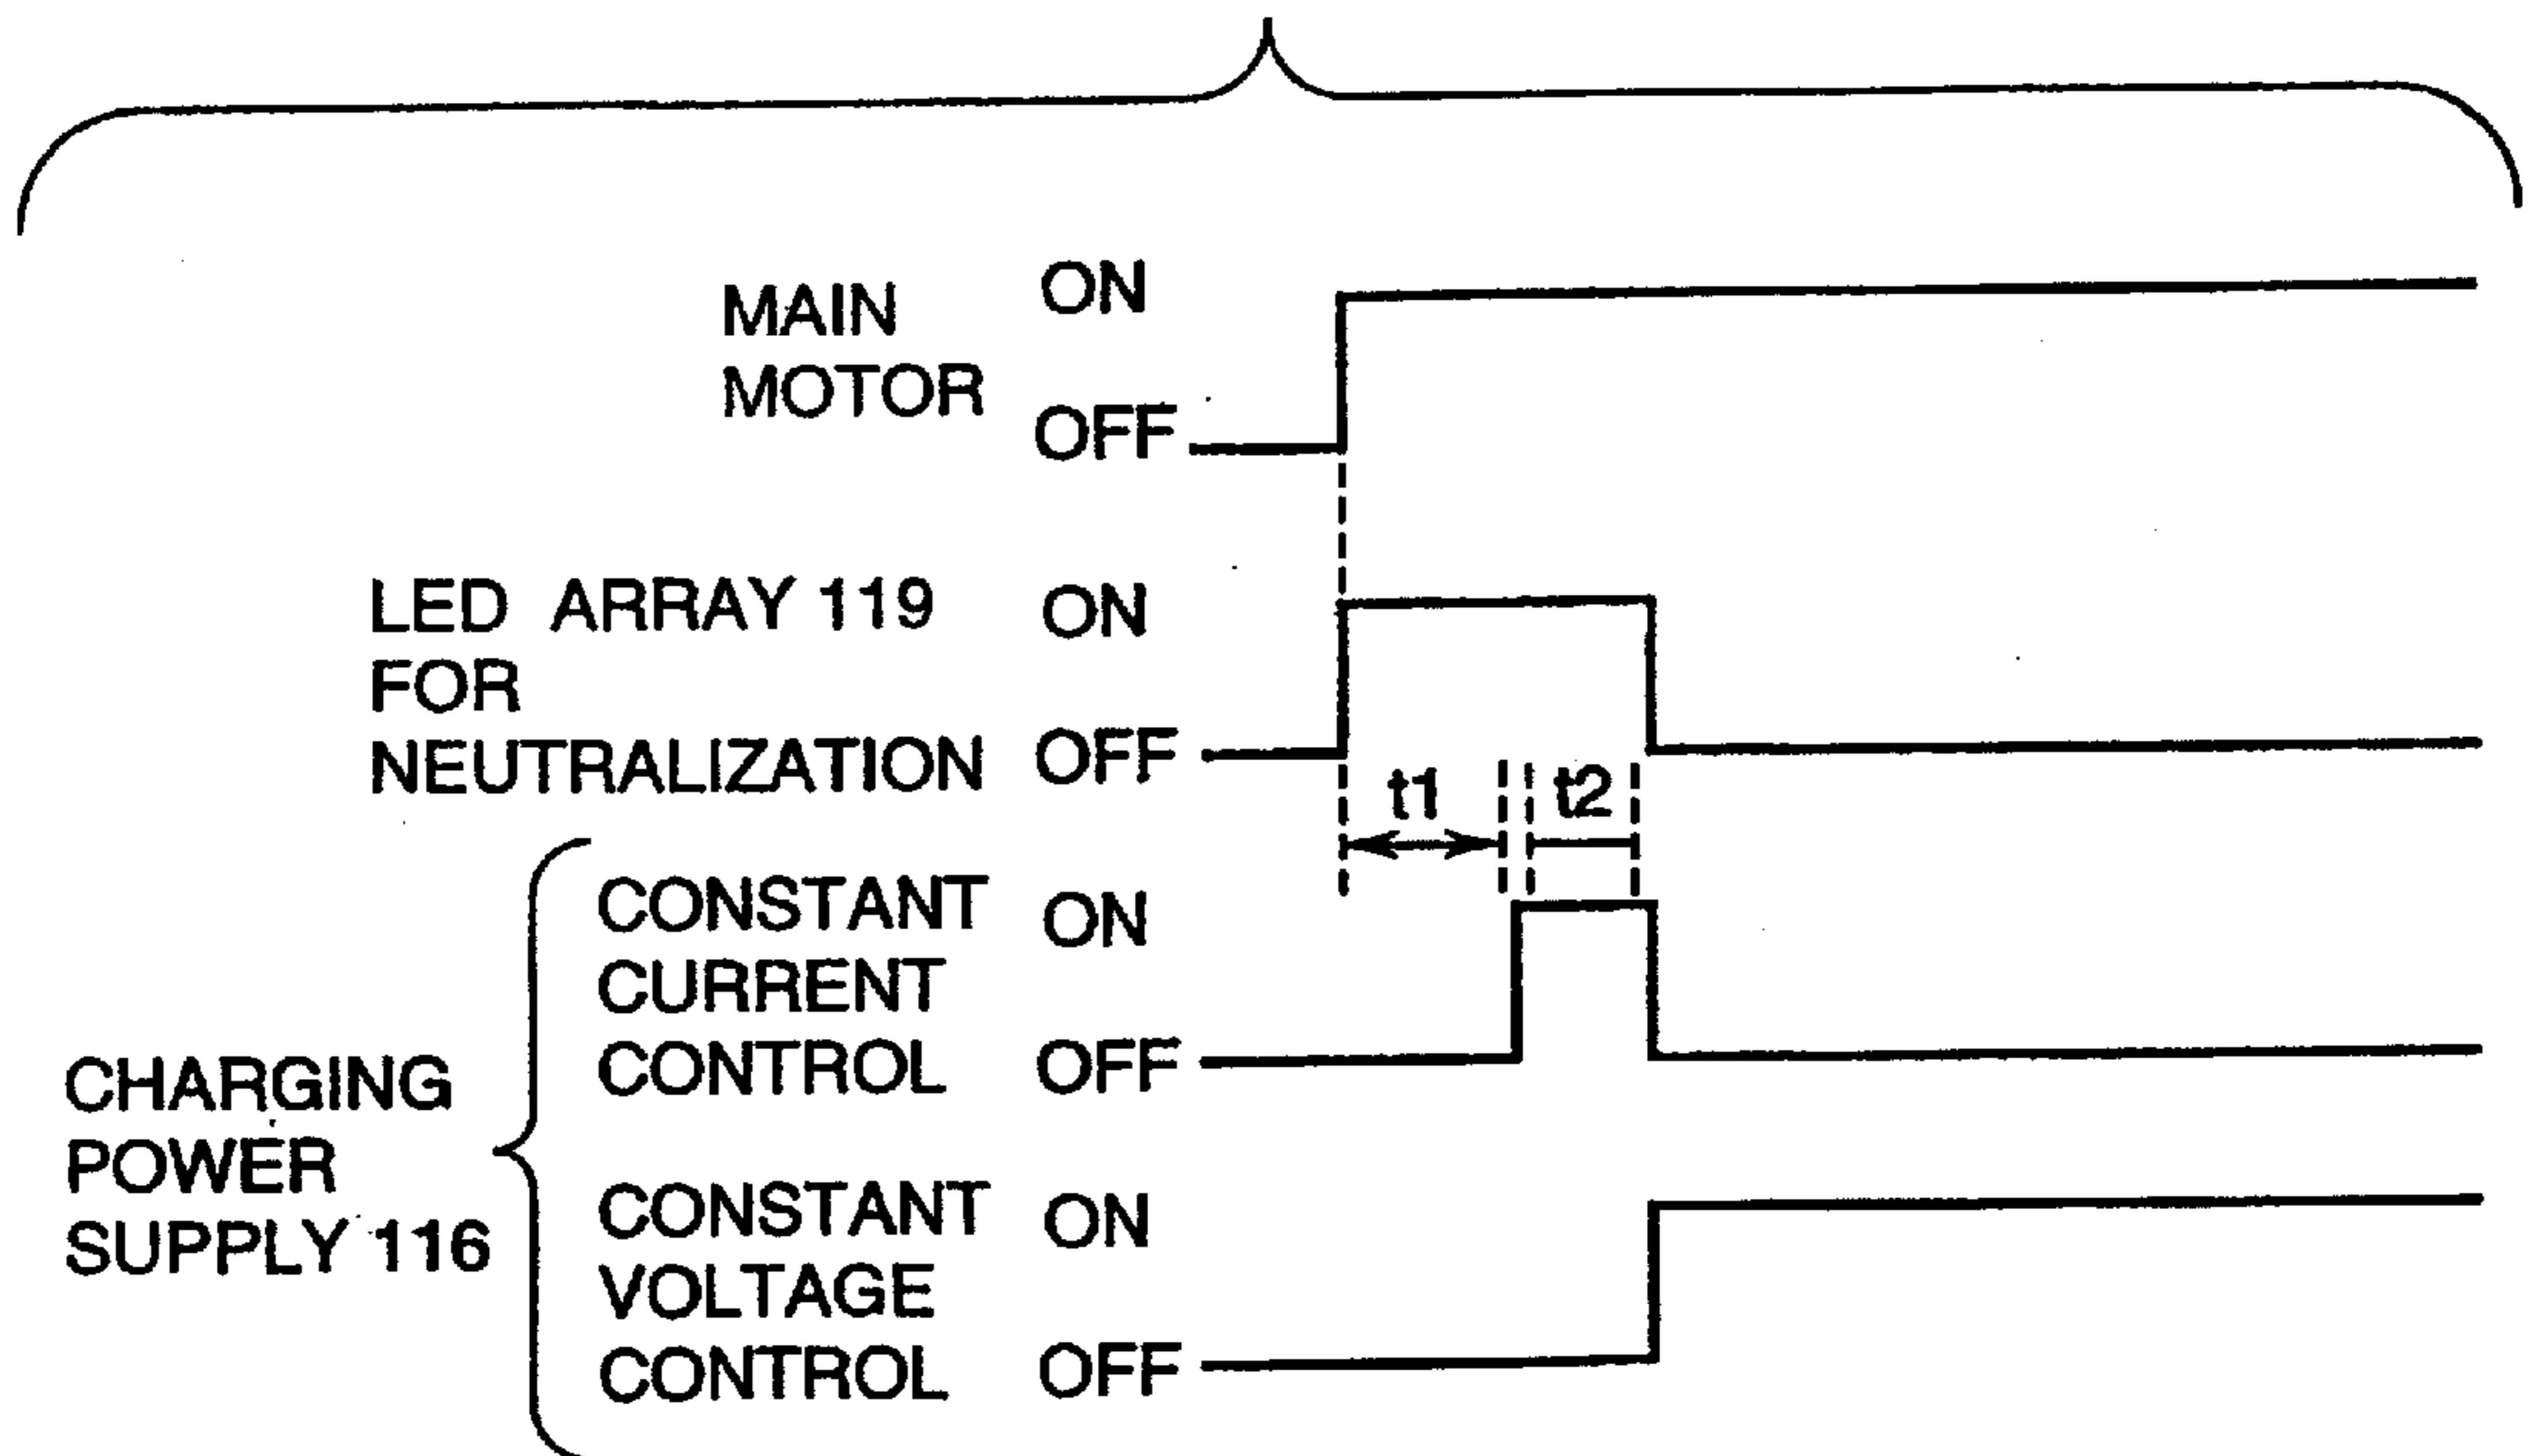 MAIN
MOTOR
ON
OFF
LED ARRAY 119
FOR
NEUTRALIZATION
ON
OFF
t1
t2
CHARGING
POWER
SUPPLY 116
CONSTANT
CURRENT
CONTROL
ON
OFF
CONSTANT
VOLTAGE
CONTROL
ON
OFF